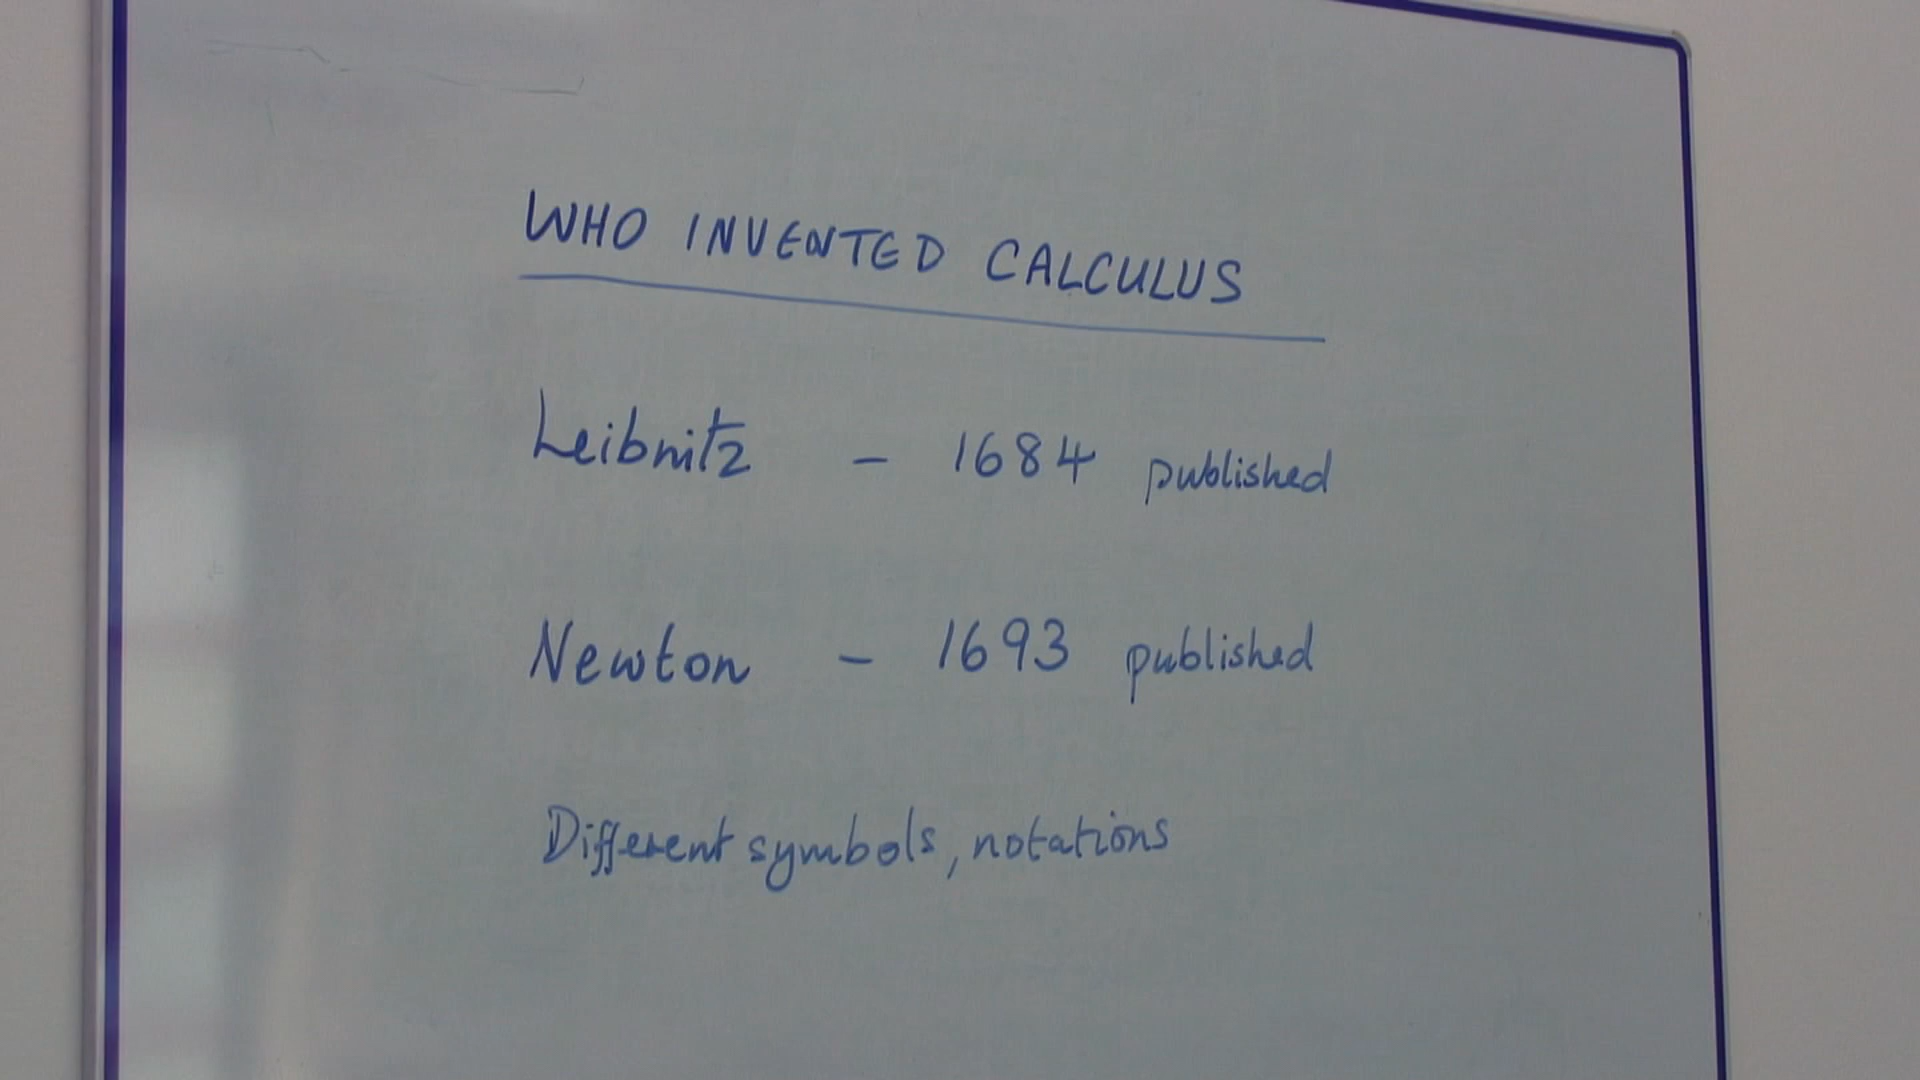 WHO INVENTED CALCULUS
Leibnitz - 1684 published
Newton - 1693 published
Different symbols, notations